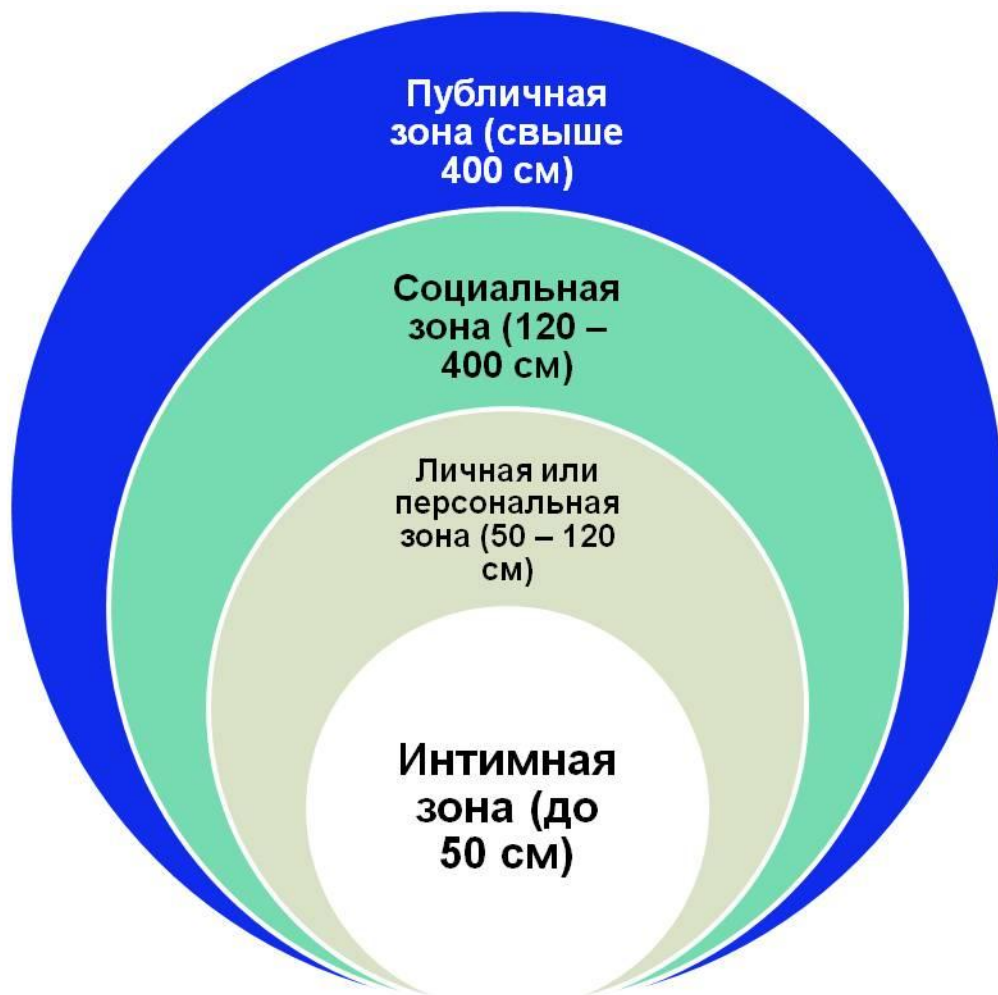 Публичная
зона (свыше
400 см)
Социальная
зона (120 –
400 см)
Личная или
персональная
зона (50 – 120
см)
Интимная
зона (до
50 см)